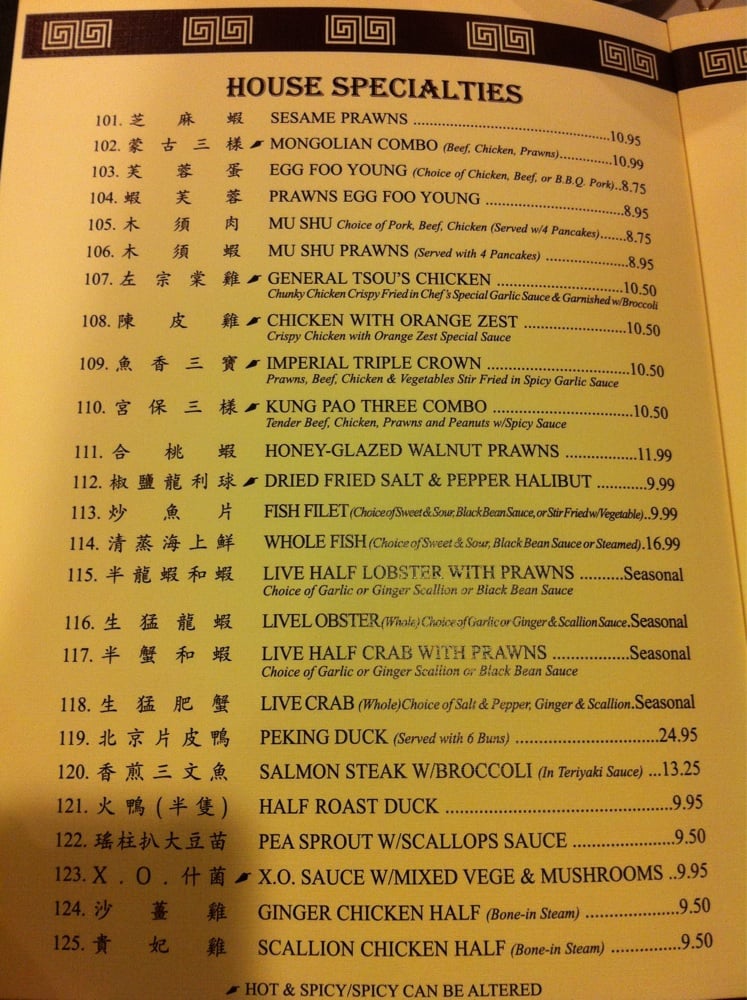 HOUSE SPECIALTIES
101. 芝麻蝦 SESAME PRAWNS ........ 10.95
102. 蒙古三樣 MONGOLIAN COMBO (Beef, Chicken, Prawns)........ 10.99
103. 芙蓉蛋 EGG FOO YOUNG (Choice of Chicken, Beef, or B.B.Q. Pork)..8.75
104. 蝦芙蓉 PRAWNS EGG FOO YOUNG ........ 8.95
105. 木須肉 MU SHU Choice of Pork, Beef, Chicken (Served w/4 Pancakes)......8.75
106. 木須蝦 MU SHU PRAWNS (Served with 4 Pancakes) ........ 8.95
107. 左宗棠雞 GENERAL TSOU'S CHICKEN ........ 10.50
Chunky Chicken Crispy Fried in Chef's Special Garlic Sauce & Garnished w/Broccoli
108. 陳皮雞 CHICKEN WITH ORANGE ZEST ........ 10.50
Crispy Chicken with Orange Zest Special Sauce
109. 魚香三寶 IMPERIAL TRIPLE CROWN ........ 10.50
Prawns, Beef, Chicken & Vegetables Stir Fried in Spicy Garlic Sauce
110. 宮保三樣 KUNG PAO THREE COMBO ........ 10.50
Tender Beef, Chicken, Prawns and Peanuts w/Spicy Sauce
111. 合桃蝦 HONEY-GLAZED WALNUT PRAWNS ........ 11.99
112. 椒鹽龍利球 DRIED FRIED SALT & PEPPER HALIBUT ........ 9.99
113. 炒魚片 FISH FILET (Choice of Sweet & Sour, Black Bean Sauce, or Stir Fried w/Vegetable)..9.99
114. 清蒸海上鮮 WHOLE FISH (Choice of Sweet & Sour, Black Bean Sauce or Steamed).16.99
115. 半龍蝦和蝦 LIVE HALF LOBSTER WITH PRAWNS ..........Seasonal
Choice of Garlic or Ginger Scallion or Black Bean Sauce
116. 生猛龍蝦 LIVEL OBSTER (Whole) Choice of Garlic or Ginger & Scallion Sauce.Seasonal
117. 半蟹和蝦 LIVE HALF CRAB WITH PRAWNS ........ Seasonal
Choice of Garlic or Ginger Scallion or Black Bean Sauce
118. 生猛肥蟹 LIVE CRAB (Whole)Choice of Salt & Pepper, Ginger & Scallion.Seasonal
119. 北京片皮鴨 PEKING DUCK (Served with 6 Buns) ........ 24.95
120. 香煎三文魚 SALMON STEAK W/BROCCOLI (In Teriyaki Sauce) ...13.25
121. 火鴨(半隻) HALF ROAST DUCK ........ 9.95
122. 瑤柱扒大豆苗 PEA SPROUT W/SCALLOPS SAUCE ........ 9.50
123. X.O.什菌 X.O. SAUCE W/MIXED VEGE & MUSHROOMS ..9.95
124. 沙薑雞 GINGER CHICKEN HALF (Bone-in Steam) ........ 9.50
125. 貴妃雞 SCALLION CHICKEN HALF (Bone-in Steam) ........ 9.50
HOT & SPICY/SPICY CAN BE ALTERED